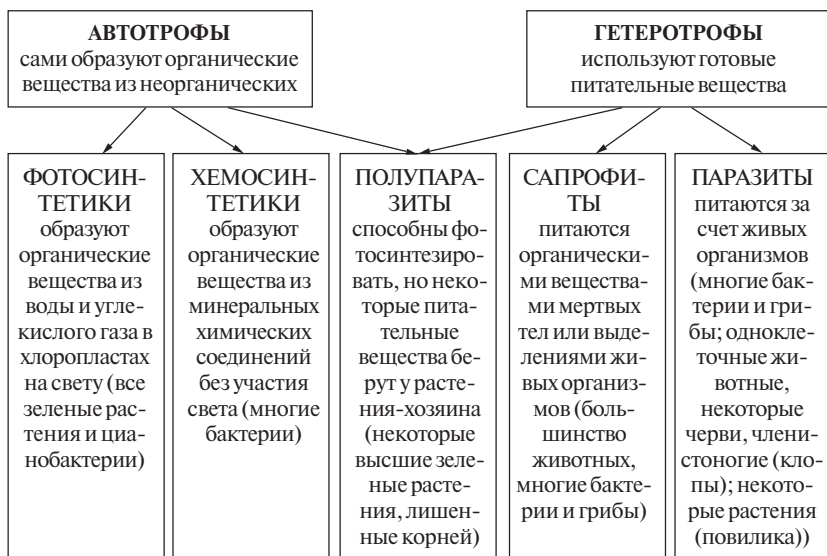 АВТОТРОФЫ
сами образуют органические
вещества из неорганических
ГЕТЕРОТРОФЫ
используют готовые
питательные вещества
ФОТОСИН-
ТЕТИКИ
образуют
органические
вещества из
воды и угле-
кислого газа в
хлоропластах
на свету (все
зеленые рас-
тения и циа-
нобактерии)
ХЕМОСИН-
ТЕТИКИ
образуют
органические
вещества из
минеральных
химических
соединений
без участия
света (многие
бактерии)
ПОЛУПАРА-
ЗИТЫ
способны фо-
тосинтезиро-
вать, но неко-
торые пита-
тельные
вещества бе-
рут у расте-
ния-хозяина
(некоторые
высшие зеле-
ные расте-
ния, лишен-
ные корней)
САПРОФИ-
ТЫ
питаются
органически-
ми вещества-
ми мертвых
тел или выде-
лениями жи-
вых организ-
мов (боль-
шинство
животных,
многие бакте-
рии и грибы)
ПАРАЗИТЫ
питаются за
счет живых
организмов
(многие бак-
терии и гри-
бы; однокле-
точные жи-
вотные,
некоторые
черви, члени-
стоногие (кло-
пы); некото-
рые растения
(повилика))